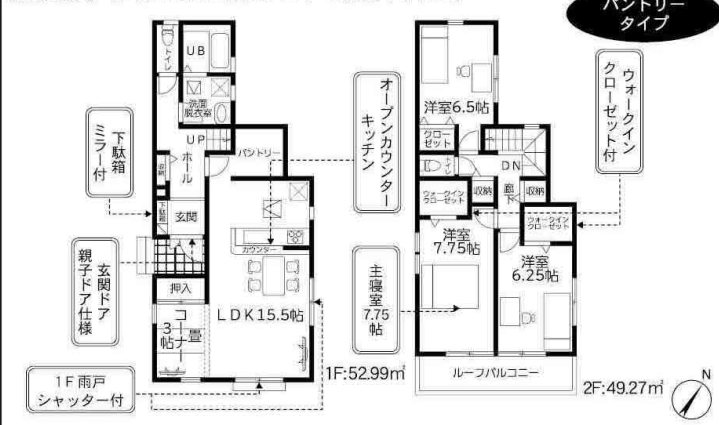 パントリー
タイプ
トイレ
UB
洗面
脱衣室
UP
ホール
収納
下駄箱
玄関
パントリー
カウンター
押入
LDK15.5帖
畳
コーナー
3帖
1F:52.99㎡
下駄箱
ミラー付
玄関ドア
親子ドア仕様
1F雨戸
シャッター付
オープンカウンター
キッチン
主寝室
7.75
帖
洋室6.5帖
クロー
ゼット
トイレ
DN
廊下
収納
収納
ウォークイン
クローゼット
ウォークイン
クローゼット
洋室
7.75帖
洋室
6.25帖
ルーフバルコニー
2F:49.27㎡
ウォークイン
クローゼット付
N